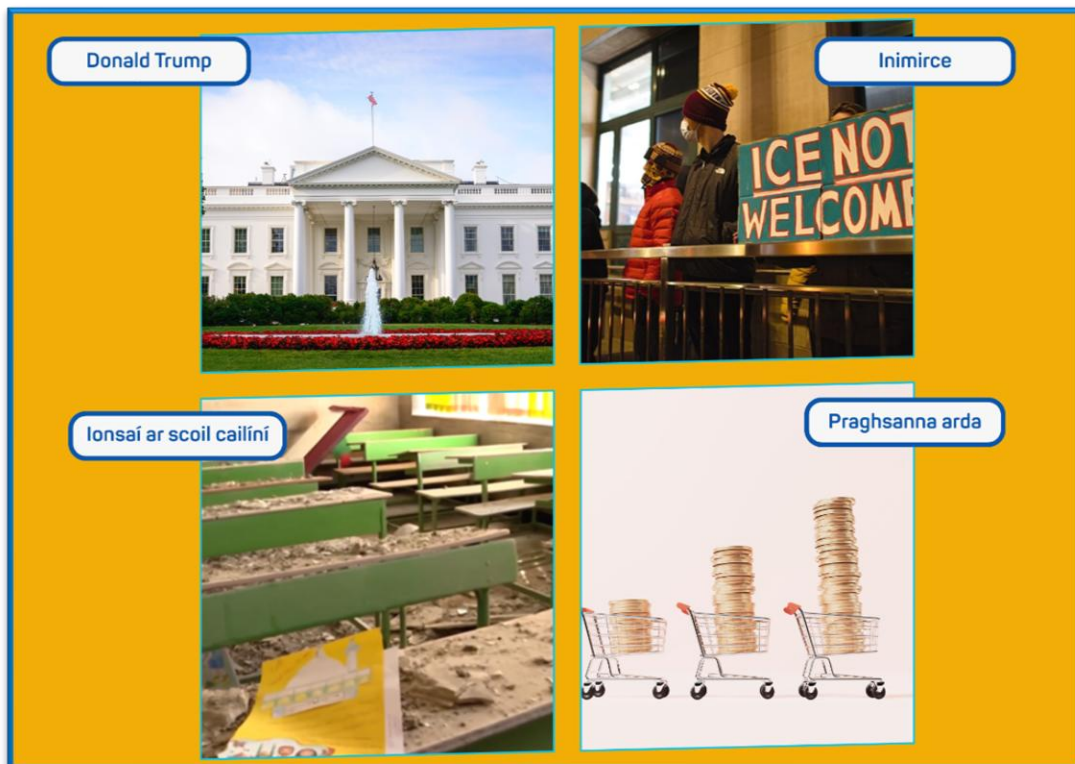 Donald Trump
Inimirce
ICE NOT
WELCOME
Ionsaí ar scoil cailíní
Praghsanna arda